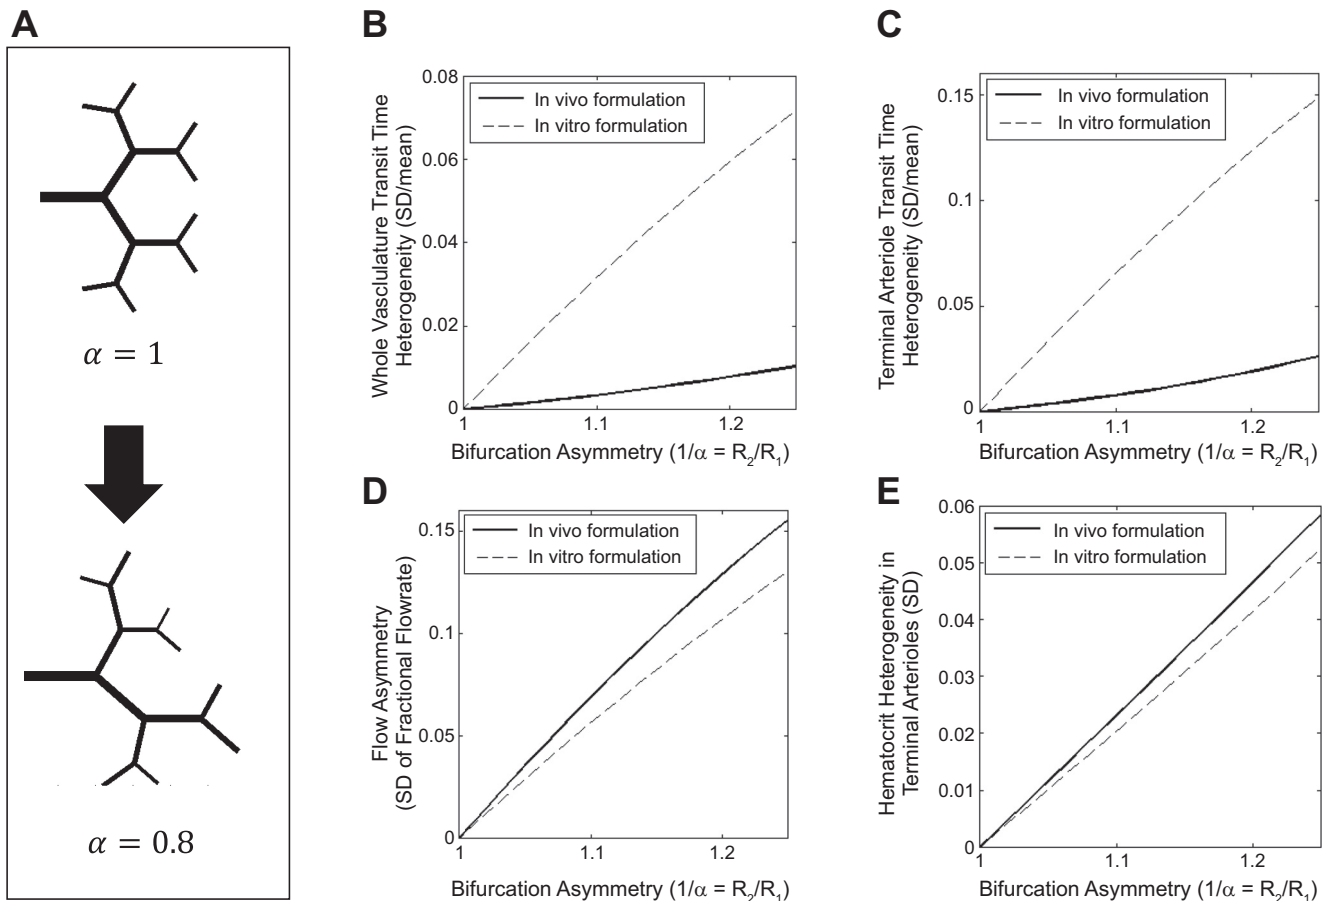 A
α = 1
α = 0.8
B
Whole Vasclulature Transit Time
Heterogeneity (SD/mean)
0.08
0.06
0.04
0.02
0
In vivo formulation
In vitro formulation
1
1.1
1.2
Bifurcation Asymmetry (1/α = R2/R1)
C
Terminal Arteriole Transit Time
Heterogeneity (SD/mean)
0.15
0.1
0.05
0
In vivo formulation
In vitro formulation
1
1.1
1.2
Bifurcation Asymmetry (1/α = R2/R1)
D
Flow Asymmetry
(SD of Fractional Flowrate)
0.15
0.1
0.05
0
In vivo formulation
In vitro formulation
1
1.1
1.2
Bifurcation Asymmetry (1/α = R2/R1)
E
Hematocrit Heterogeneity in
Terminal Arterioles (SD)
0.06
0.05
0.04
0.03
0.02
0.01
0
In vivo formulation
In vitro formulation
1
1.1
1.2
Bifurcation Asymmetry (1/α = R2/R1)